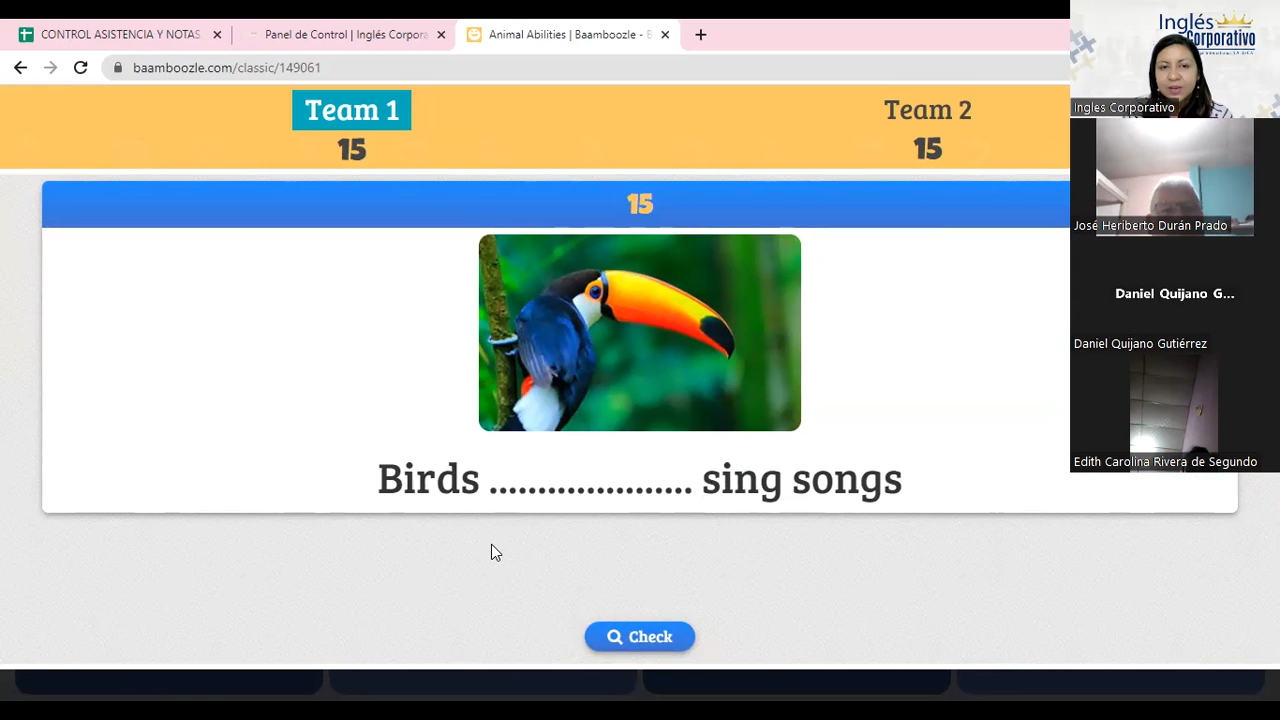 CONTROL ASISTENCIA Y NOTAS
Panel de Control | Inglés Corpora
Animal Abilities | Baamboozle - B
baamboozle.com/classic/149061
Team 1
15
Team 2
15
15
Birds ..................... sing songs
Check
Inglés
Corporativo
Ingles Corporativo
José Heriberto Durán Prado
Daniel Quijano G...
Daniel Quijano Gutiérrez
Edith Carolina Rivera de Segundo